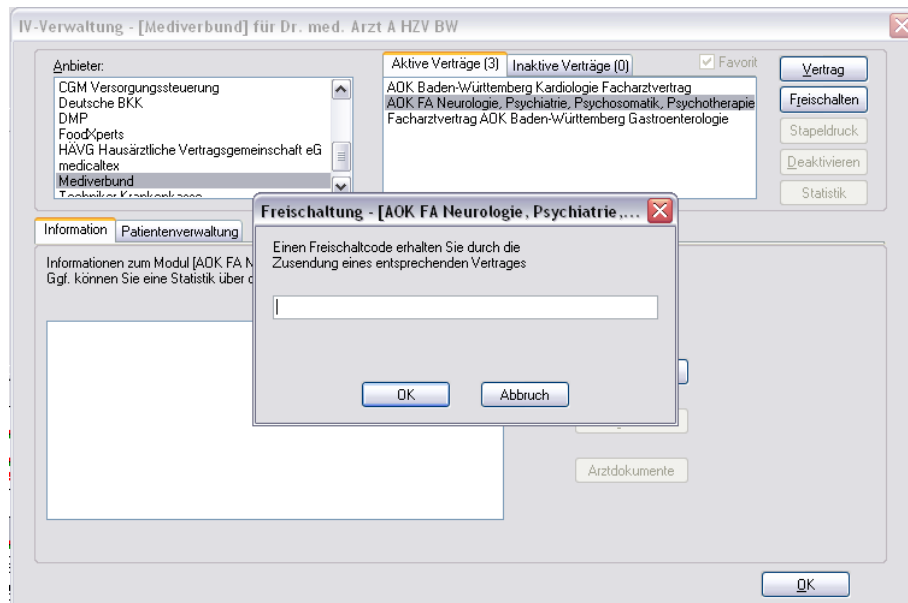 IV-Verwaltung - [Mediverbund] für Dr. med. Arzt A HZV BW
Anbieter:
CGM Versorgungssteuerung
Deutsche BKK
DMP
FoodXperts
HÄVG Hausärztliche Vertragsgemeinschaft eG
medicaltex
Mediverbund
Techniker Krankenkasse
Aktive Verträge (3)
Inaktive Verträge (0)
Favorit
AOK Baden-Württemberg Kardiologie Facharztvertrag
AOK FA Neurologie, Psychiatrie, Psychosomatik, Psychotherapie
Facharztvertrag AOK Baden-Württemberg Gastroenterologie
Vertrag
Freischalten
Stapeldruck
Deaktivieren
Statistik
Information
Patientenverwaltung
Informationen zum Modul [AOK FA N
Ggf. können Sie eine Statistik über
Freischaltung - [AOK FA Neurologie, Psychiatrie,...
Einen Freischaltcode erhalten Sie durch die
Zusendung eines entsprechenden Vertrages
OK
Abbruch
Arztdokumente
OK